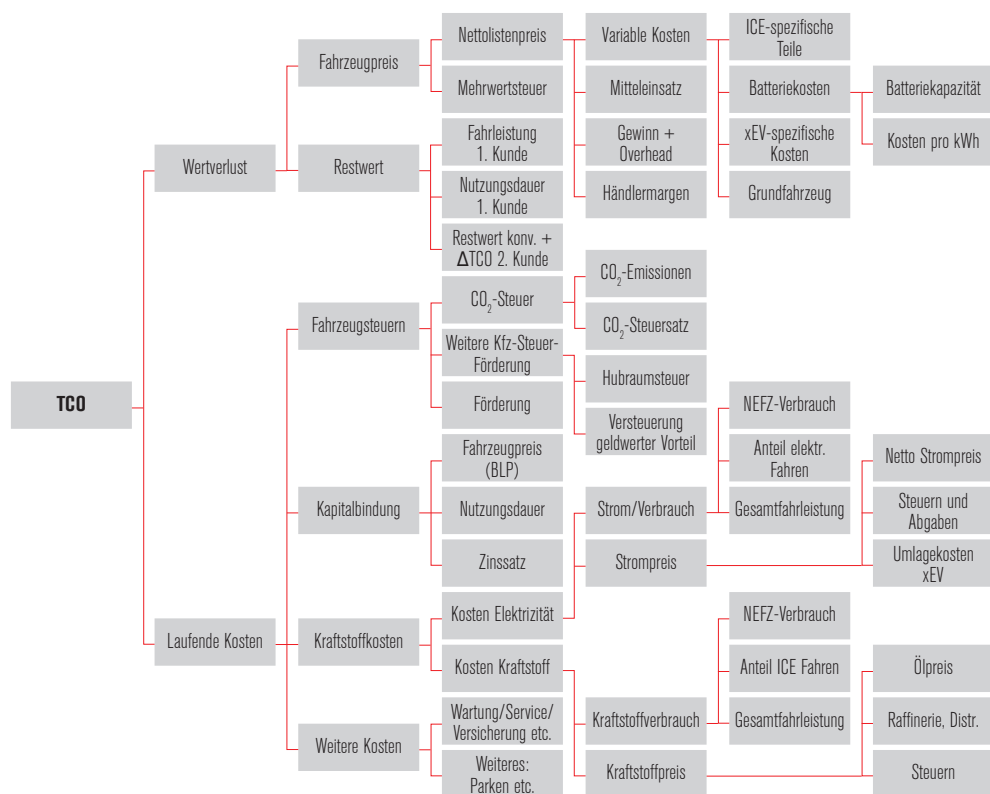 TCO
Wertverlust
Laufende Kosten
Fahrzeugpreis
Restwert
Fahrzeugsteuern
Kapitalbindung
Kraftstoffkosten
Weitere Kosten
Nettolistenpreis
Mehrwertsteuer
Fahrleistung
1. Kunde
Nutzungsdauer
1. Kunde
Restwert konv. +
ΔTCO 2. Kunde
CO₂-Steuer
Weitere Kfz-Steuer-
Förderung
Förderung
Fahrzeugpreis
(BLP)
Nutzungsdauer
Zinssatz
Kosten Elektrizität
Kosten Kraftstoff
Wartung/Service/
Versicherung etc.
Weiteres:
Parken etc.
Variable Kosten
Mitteleinsatz
Gewinn +
Overhead
Händlermargen
CO₂-Emissionen
CO₂-Steuersatz
Hubraumsteuer
Versteuerung
geldwerter Vorteil
Strom/Verbrauch
Strompreis
Kraftstoffverbrauch
Kraftstoffpreis
ICE-spezifische
Teile
Batteriekosten
xEV-spezifische
Kosten
Grundfahrzeug
NEFZ-Verbrauch
Anteil elektr.
Fahren
Gesamtfahrleistung
NEFZ-Verbrauch
Anteil ICE Fahren
Gesamtfahrleistung
Batteriekapazität
Kosten pro kWh
Netto Strompreis
Steuern und
Abgaben
Umlagekosten
xEV
Ölpreis
Raffinerie, Distr.
Steuern